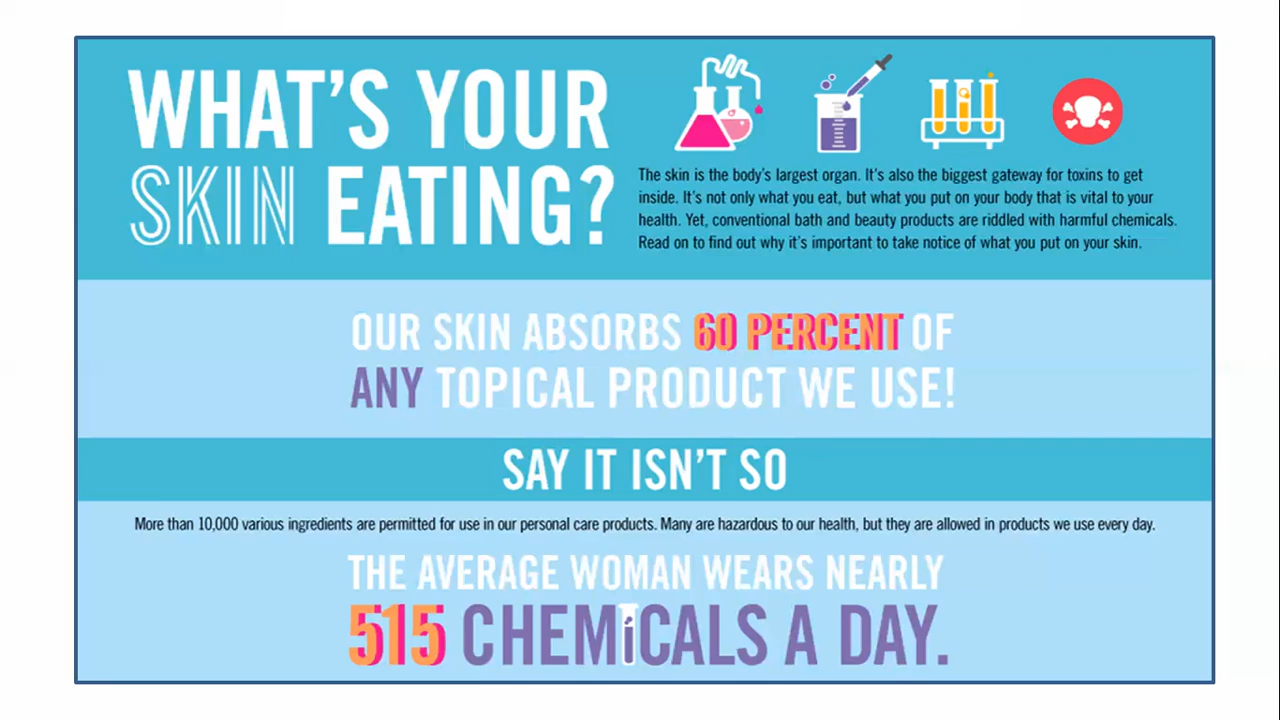 WHAT'S YOUR
SKIN EATING?
The skin is the body's largest organ. It's also the biggest gateway for toxins to get
inside. It's not only what you eat, but what you put on your body that is vital to your
health. Yet, conventional bath and beauty products are riddled with harmful chemicals.
Read on to find out why it's important to take notice of what you put on your skin.
OUR SKIN ABSORBS 60 PERCENT OF
ANY TOPICAL PRODUCT WE USE!
SAY IT ISN'T SO
More than 10,000 various ingredients are permitted for use in our personal care products. Many are hazardous to our health, but they are allowed in products we use every day.
THE AVERAGE WOMAN WEARS NEARLY
515 CHEMiCALS A DAY.